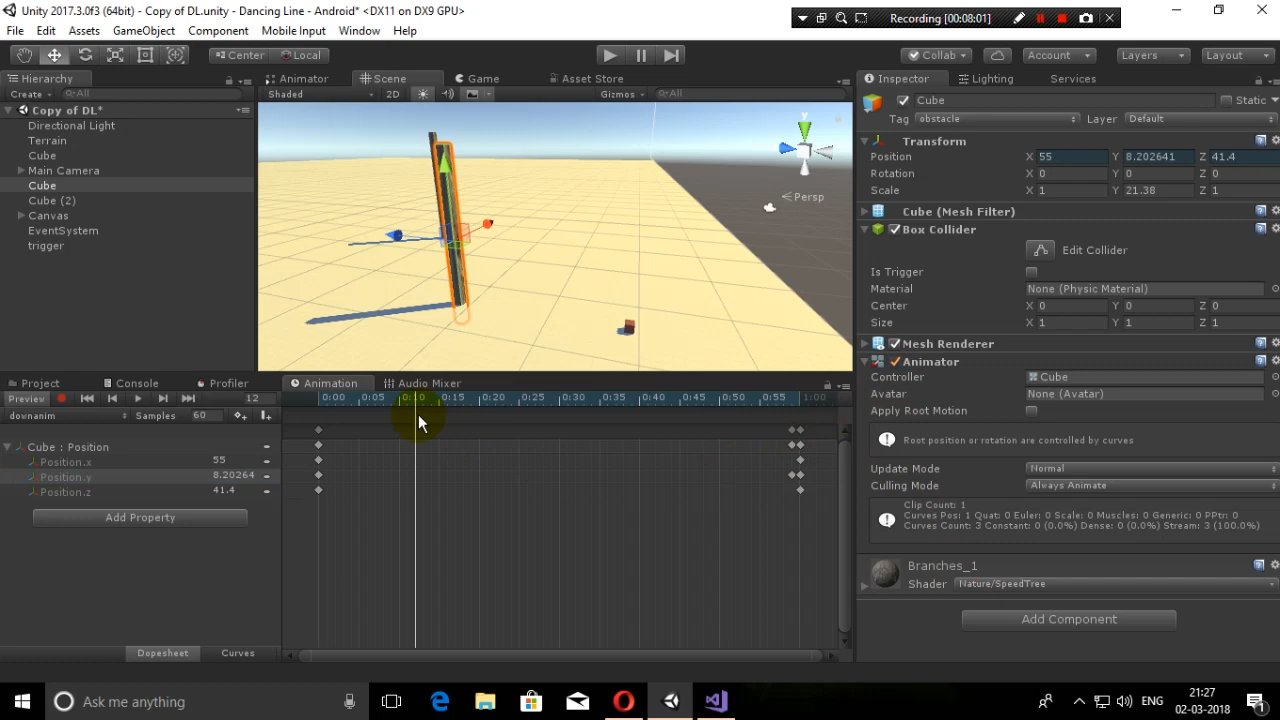 Unity 2017.3.0f3 (64bit) - Copy of DL.unity - Dancing Line - Android* <DX11 on DX9 GPU>
Recording [00:08:01]
File Edit Assets GameObject Component Mobile Input Window Help
Center Local Collab Account Layers Layout
Hierarchy Animator Scene Game Asset Store Inspector Lighting Services
Create All Shaded 2D Gizmos All
Cube Static
Tag obstacle Layer Default
Copy of DL*
Directional Light
Terrain
Cube
Main Camera
Cube
Cube (2)
Canvas
EventSystem
trigger
y
Persp
Transform
Position X 55 Y 8.202641 Z 41.4
Rotation X 0 Y 0 Z 0
Scale X 1 Y 21.38 Z 1
Cube (Mesh Filter)
Box Collider
Edit Collider
Is Trigger
Material None (Physic Material)
Center X 0 Y 0 Z 0
Size X 1 Y 1 Z 1
Mesh Renderer
Animator
Controller Cube
Avatar None (Avatar)
Apply Root Motion
Root position or rotation are controlled by curves
Update Mode Normal
Culling Mode Always Animate
Clip Count: 1
Curves Pos: 1 Quat: 0 Euler: 0 Scale: 0 Muscles: 0 Generic: 0 PPtr: 0
Curves Count: 3 Constant: 0 (0.0%) Dense: 0 (0.0%) Stream: 3 (100.0%)
Branches_1
Shader Nature/SpeedTree
Add Component
Project Console Profiler Animation Audio Mixer
Preview 12 0:00 0:05 0:10 0:15 0:20 0:25 0:30 0:35 0:40 0:45 0:50 0:55 1:00
downanim Samples 60
Cube : Position
Position.x 55
Position.y 8.20264
Position.z 41.4
Add Property
Dopesheet Curves
Ask me anything
ENG
21:27
02-03-2018
1